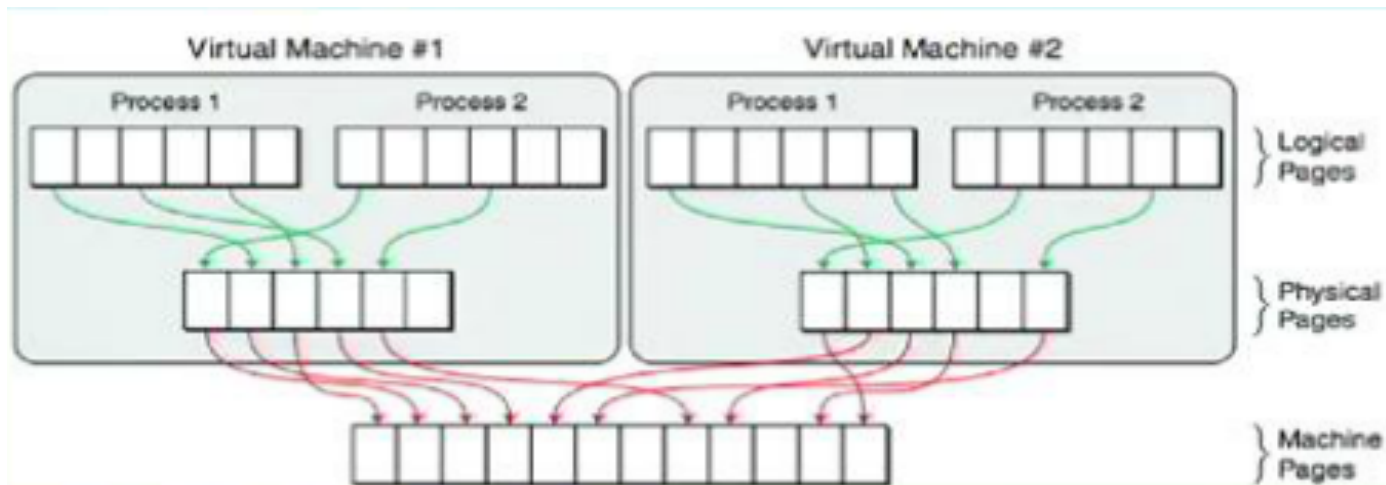 Virtual Machine #1
Virtual Machine #2
Process 1
Process 2
Process 1
Process 2
Logical
Pages
Physical
Pages
Machine
Pages